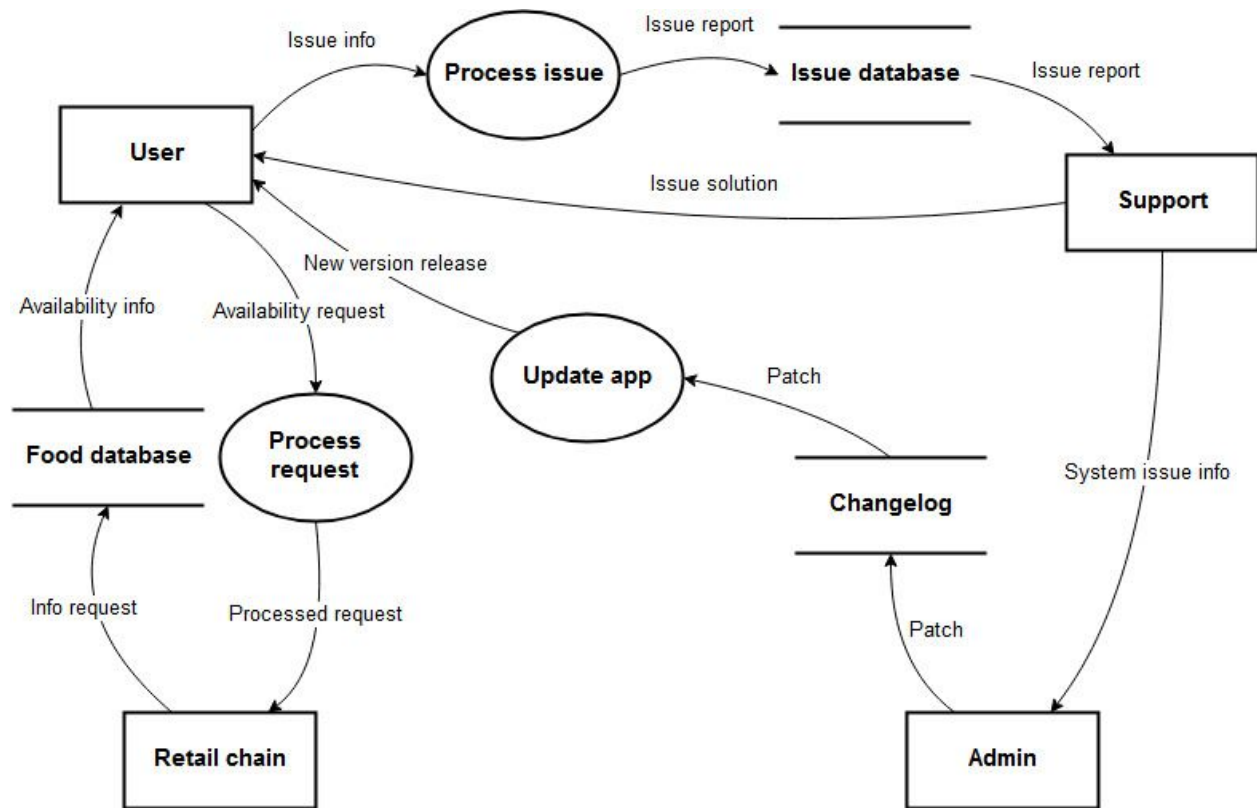 Issue info
Issue report
Process issue
Issue database
Issue report
User
Issue solution
Support
New version release
Availability info
Availability request
Update app
Patch
Food database
Process
request
System issue info
Changelog
Info request
Processed request
Patch
Retail chain
Admin